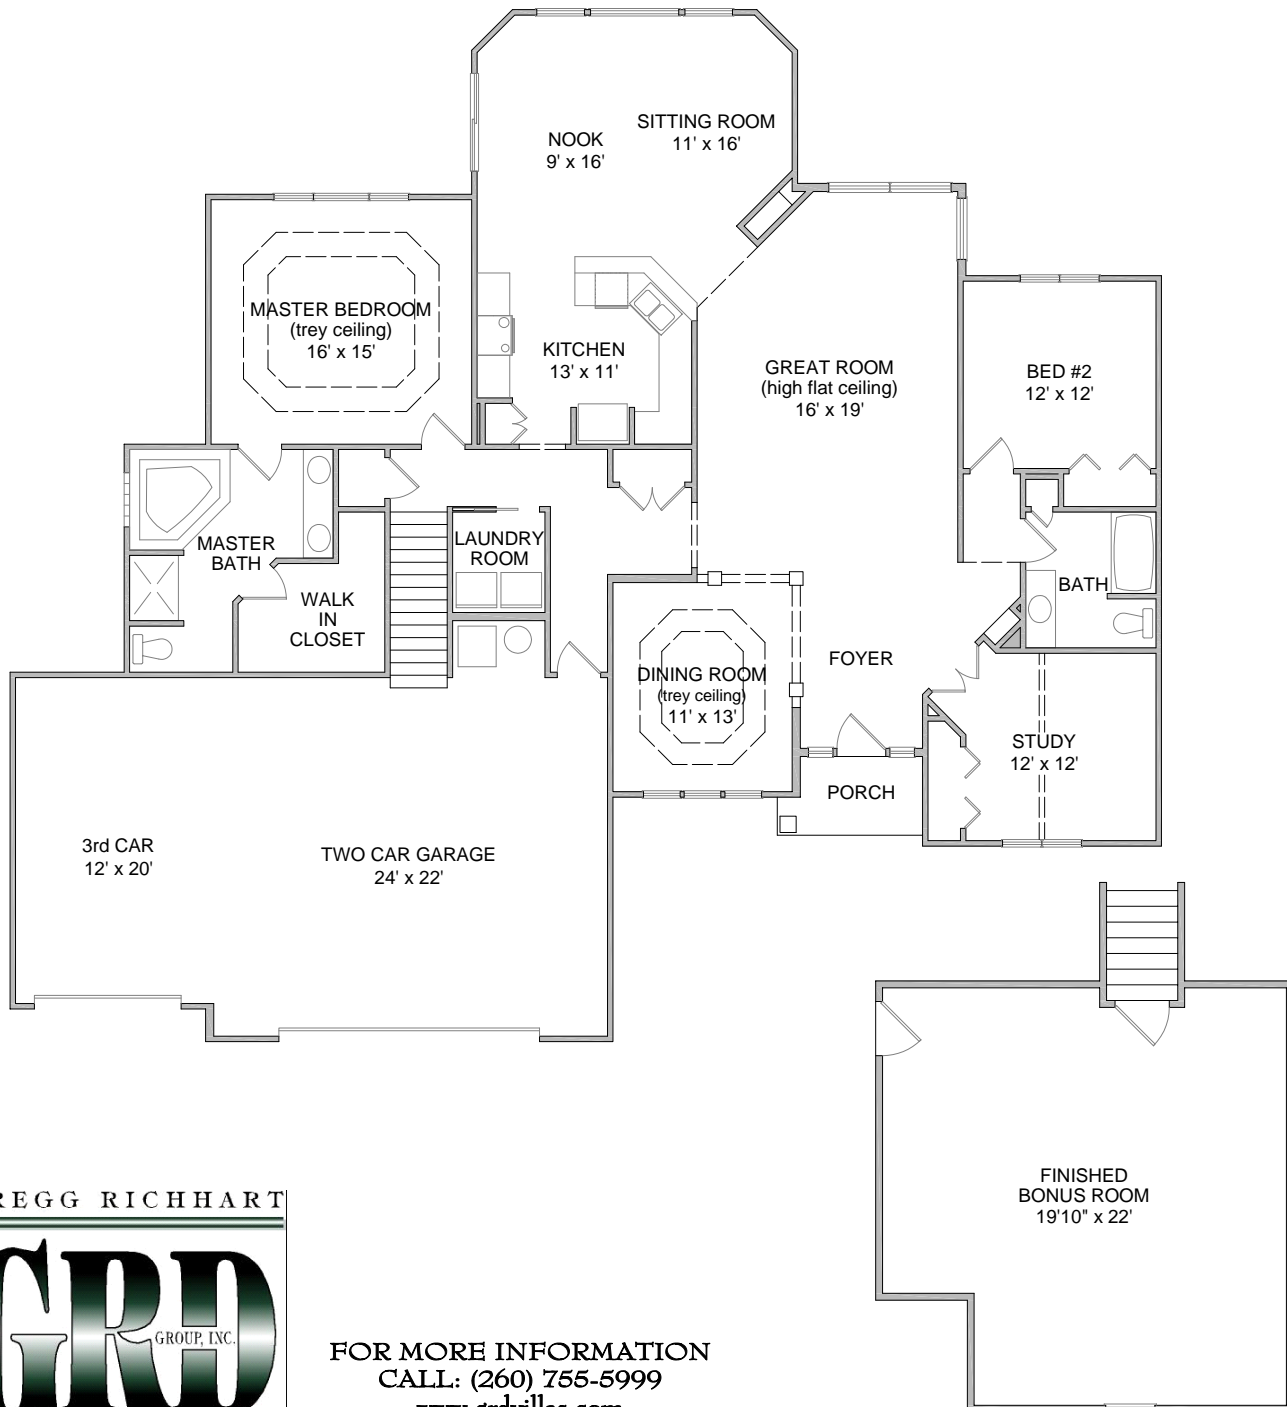 SITTING ROOM
11' x 16'
NOOK
9' x 16'
MASTER BEDROOM
(trey ceiling)
16' x 15'
KITCHEN
13' x 11'
GREAT ROOM
(high flat ceiling)
16' x 19'
BED #2
12' x 12'
MASTER
BATH
LAUNDRY
ROOM
WALK
IN
CLOSET
BATH
DINING ROOM
(trey ceiling)
11' x 13'
FOYER
STUDY
12' x 12'
PORCH
3rd CAR
12' x 20'
TWO CAR GARAGE
24' x 22'
FINISHED
BONUS ROOM
19'10" x 22'
REGG RICHHART
GRD
GROUP, INC.
FOR MORE INFORMATION
CALL: (260) 755-5999
www.grdvillas.com